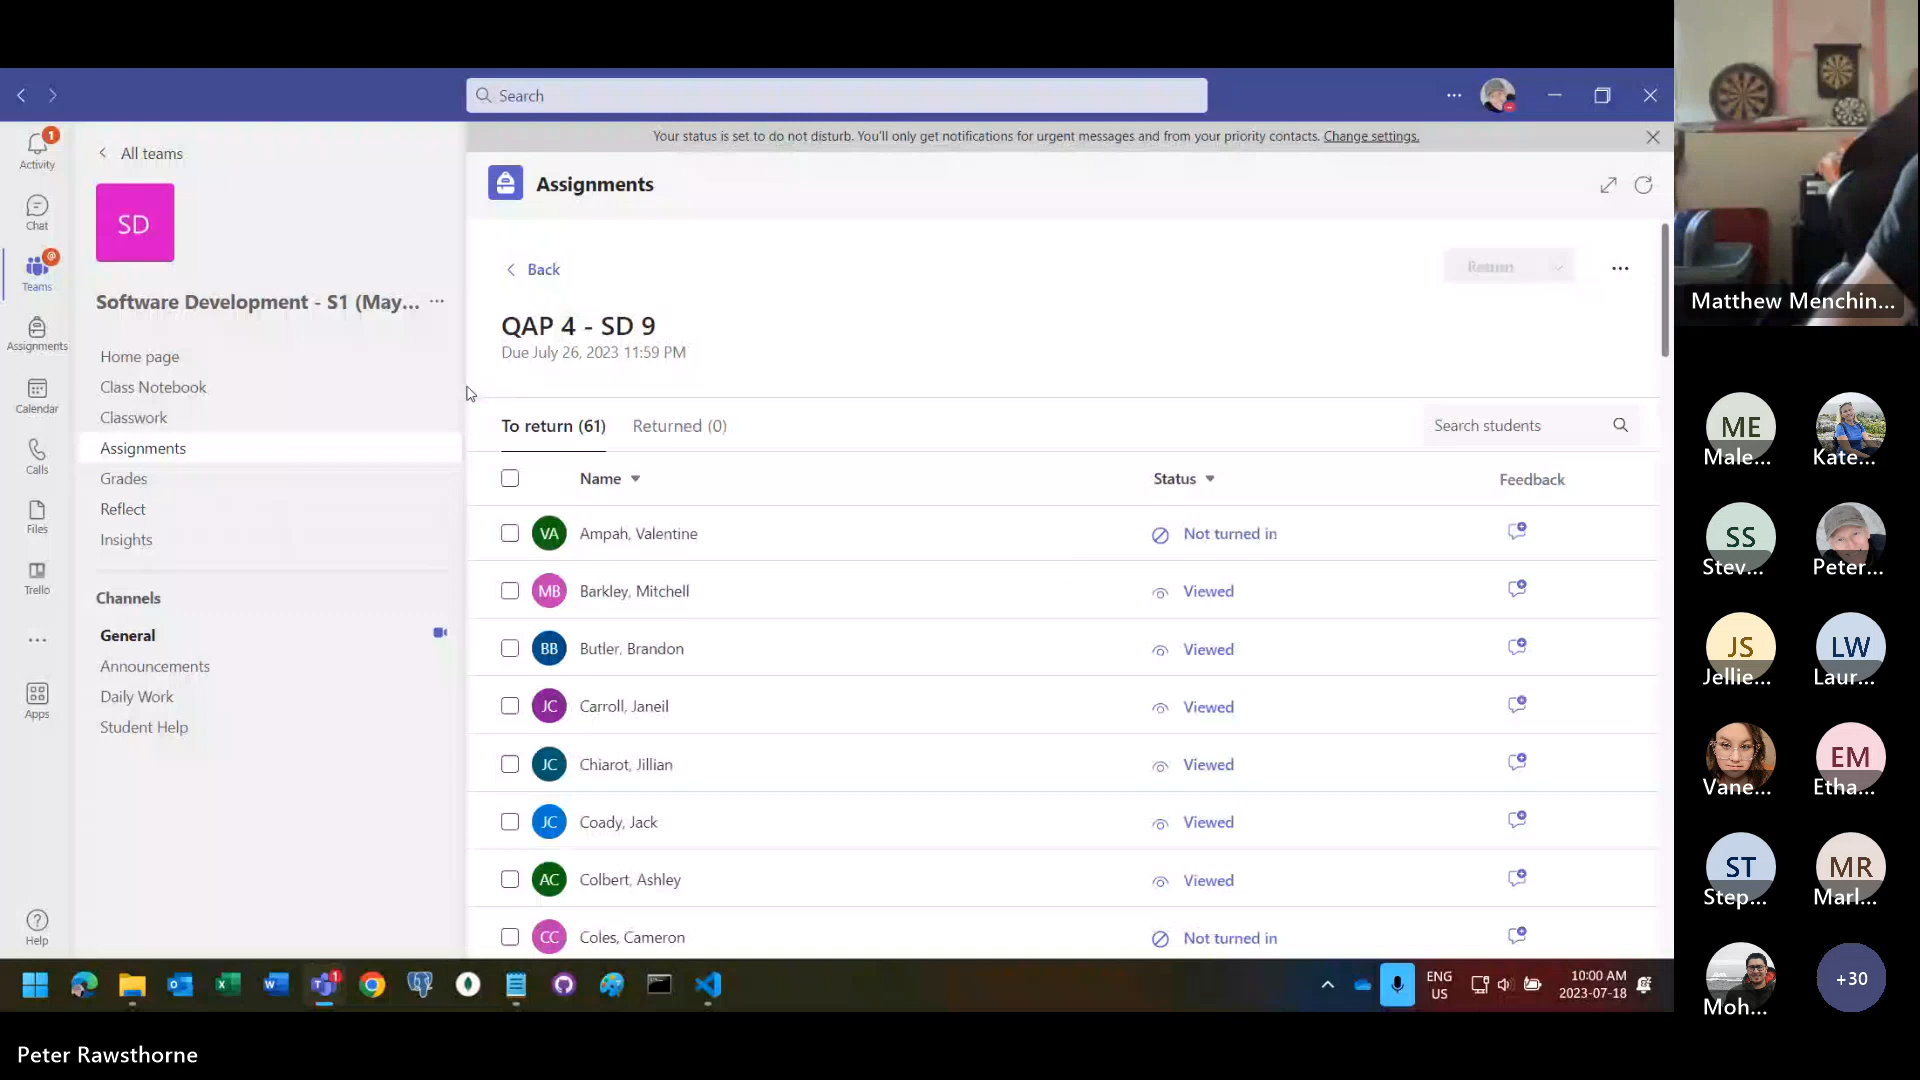 Search
Your status is set to do not disturb. You'll only get notifications for urgent messages and from your priority contacts. Change settings.
1
Activity
Chat
@
Teams
Assignments
Calendar
Calls
Files
Trello
Apps
Help
All teams
SD
Software Development - S1 (May...
Home page
Class Notebook
Classwork
Assignments
Grades
Reflect
Insights
Channels
General
Announcements
Daily Work
Student Help
Assignments
Back
Return
QAP 4 - SD 9
Due July 26, 2023 11:59 PM
To return (61)
Returned (0)
Search students
Name
Status
Feedback
VA Ampah, Valentine Not turned in
MB Barkley, Mitchell Viewed
BB Butler, Brandon Viewed
JC Carroll, Janeil Viewed
JC Chiarot, Jillian Viewed
JC Coady, Jack Viewed
AC Colbert, Ashley Viewed
CC Coles, Cameron Not turned in
1
ENG
US
10:00 AM
2023-07-18
Matthew Menchin...
ME
Male...
Kate...
SS
Stev...
Peter...
JS
Jellie...
LW
Laur...
Vane...
EM
Etha...
ST
Step...
MR
Marl...
Moh...
+30
Peter Rawsthorne